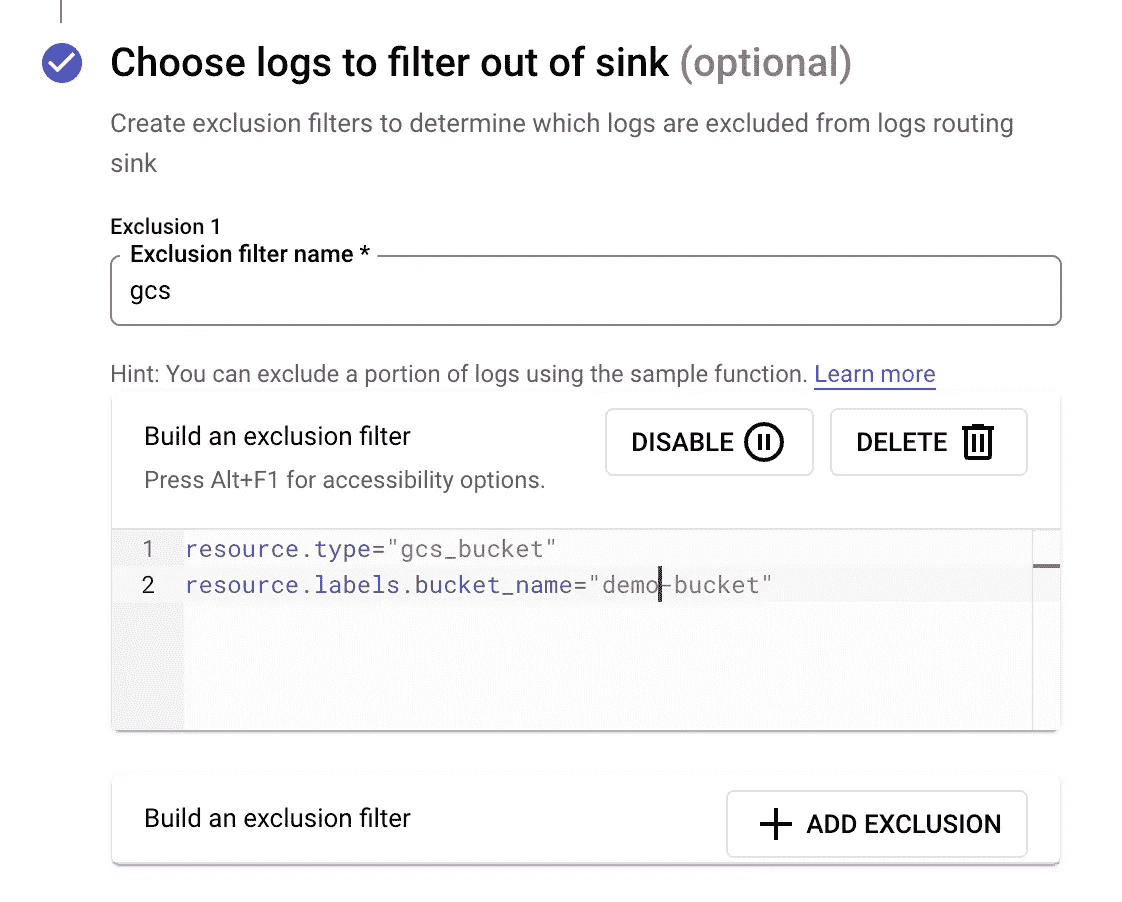 Choose logs to filter out of sink (optional)
Create exclusion filters to determine which logs are excluded from logs routing
sink
Exclusion 1
Exclusion filter name *
gcs
Hint: You can exclude a portion of logs using the sample function. Learn more
Build an exclusion filter
DISABLE
DELETE
Press Alt+F1 for accessibility options.
1 resource.type="gcs_bucket"
2 resource.labels.bucket_name="demo-bucket"
Build an exclusion filter
ADD EXCLUSION